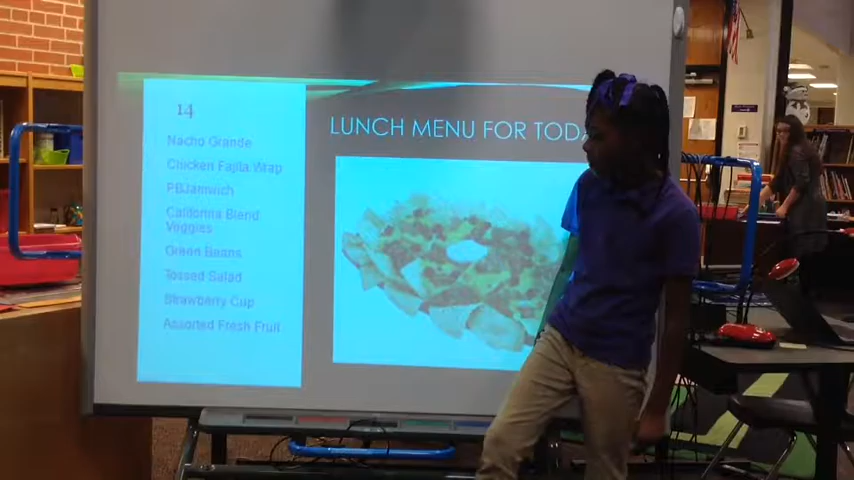 14
Nacho Grande
Chicken Fajita Wrap
PBJammich
California Blend
Veggies
Green Beans
Tossed Salad
Strawberry Cup
Assorted Fresh Fruit
LUNCH MENU FOR TODA